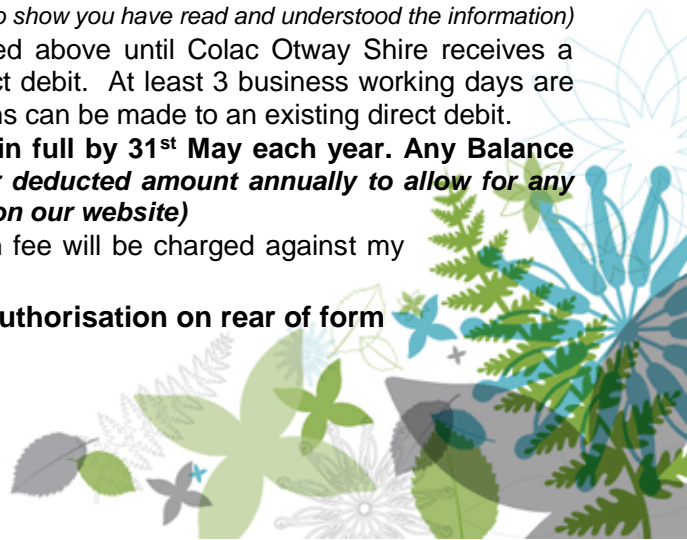 o show you have read and understood the information)
ed above until Colac Otway Shire receives a
ct debit. At least 3 business working days are
ns can be made to an existing direct debit.
in full by 31st May each year. Any Balance
r deducted amount annually to allow for any
on our website)
n fee will be charged against my
uthorisation on rear of form